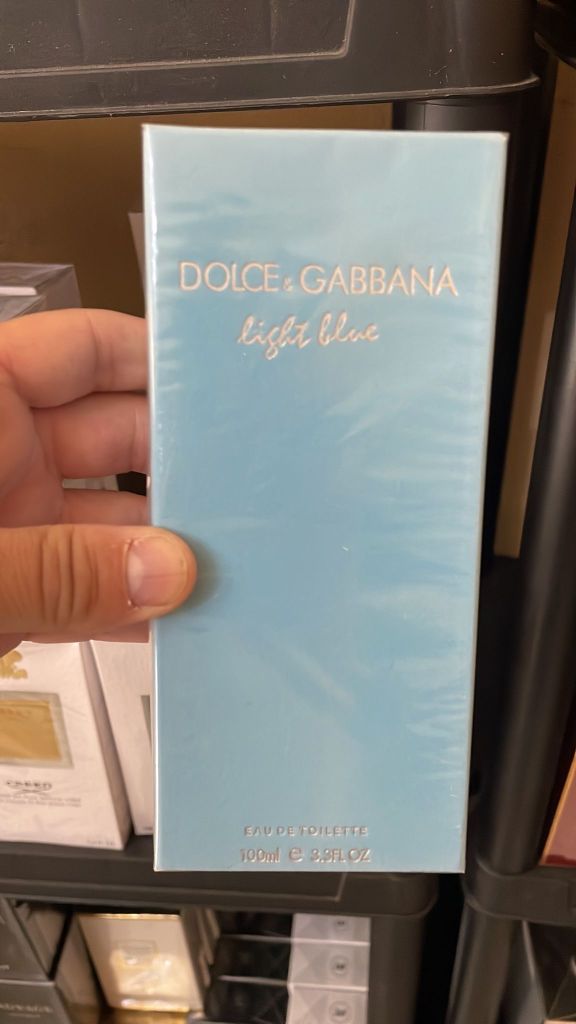 DOLCE & GABBANA
light blue
EAU DE TOILETTE
100ml e 3.3FL OZ
CREED